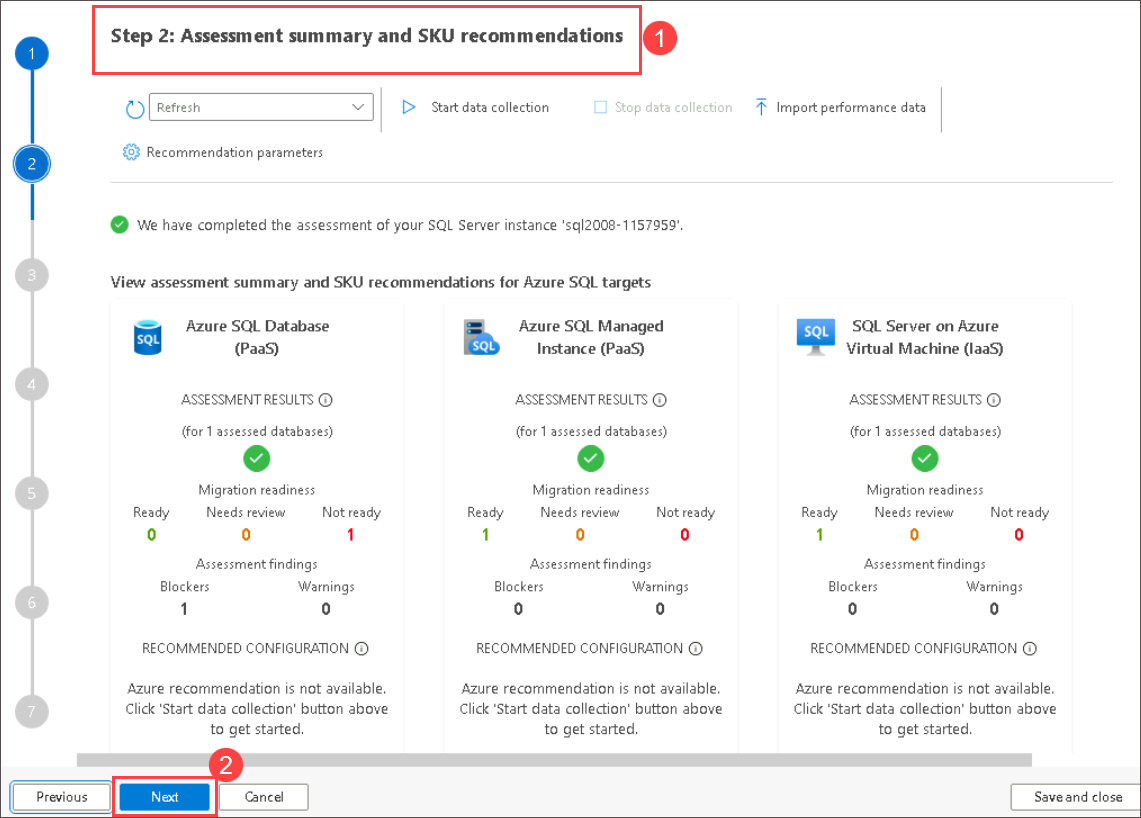 Step 2: Assessment summary and SKU recommendations
1
1
Refresh
Start data collection
Stop data collection
Import performance data
2
Recommendation parameters
We have completed the assessment of your SQL Server instance 'sql2008-1157959'.
3
View assessment summary and SKU recommendations for Azure SQL targets
SQL
Azure SQL Database
(PaaS)
ASSESSMENT RESULTS
(for 1 assessed databases)
Migration readiness
Ready
Needs review
Not ready
0
0
1
Assessment findings
Blockers
Warnings
1
0
RECOMMENDED CONFIGURATION
Azure recommendation is not available.
Click 'Start data collection' button above
to get started.
SQL
Azure SQL Managed
Instance (PaaS)
ASSESSMENT RESULTS
(for 1 assessed databases)
Migration readiness
Ready
Needs review
Not ready
1
0
0
Assessment findings
Blockers
Warnings
0
0
RECOMMENDED CONFIGURATION
Azure recommendation is not available.
Click 'Start data collection' button above
to get started.
SQL
SQL Server on Azure
Virtual Machine (IaaS)
ASSESSMENT RESULTS
(for 1 assessed databases)
Migration readiness
Ready
Needs review
Not ready
1
0
0
Assessment findings
Blockers
Warnings
0
0
RECOMMENDED CONFIGURATION
Azure recommendation is not available.
Click 'Start data collection' button above
to get started.
4
5
6
7
2
Previous
Next
Cancel
Save and close